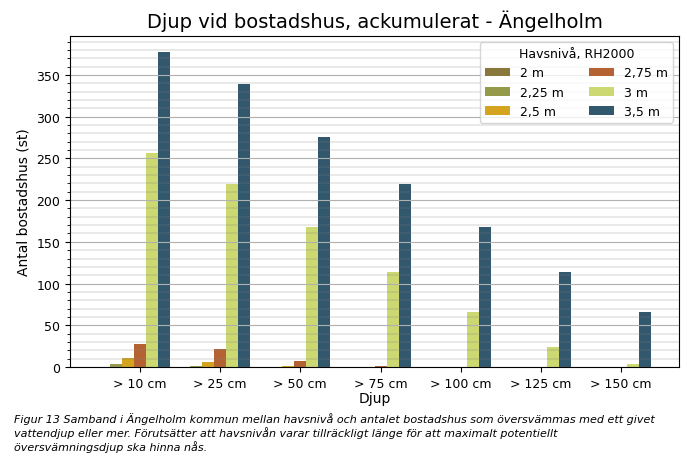 Djup vid bostadshus, ackumulerat - Ängelholm
Antal bostadshus (st)
350
300
250
200
150
100
50
0
Havsnivå, RH2000
2 m
2,25 m
2,5 m
2,75 m
3 m
3,5 m
> 10 cm
> 25 cm
> 50 cm
> 75 cm
> 100 cm
> 125 cm
> 150 cm
Djup
Figur 13 Samband i Ängelholm kommun mellan havsnivå och antalet bostadshus som översvämmas med ett givet
vattendjup eller mer. Förutsätter att havsnivån varar tillräckligt länge för att maximalt potentiellt
översvämningsdjup ska hinna nås.